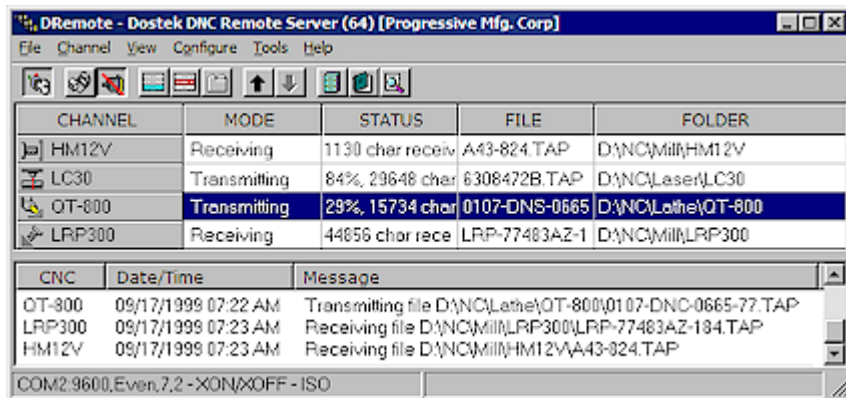 DRemote - Dostek DNC Remote Server (64) [Progressive Mfg. Corp]
File Channel View Configure Tools Help
CHANNEL MODE STATUS FILE FOLDER
HM12V Receiving 1130 char receiv A43-824.TAP D:\NC\Mill\HM12V
LC30 Transmitting 84%, 29648 char 6308472B.TAP D:\NC\Laser\LC30
OT-800 Transmitting 29%, 15734 char 0107-DNS-0665 D:\NC\Lathe\OT-800
LRP300 Receiving 44856 char rece LRP-77483AZ-1 D:\NC\Mill\LRP300
CNC Date/Time Message
OT-800 09/17/1999 07:22 AM Transmitting file D:\NC\Lathe\OT-800\0107-DNC-0665-77.TAP
LRP300 09/17/1999 07:23 AM Receiving file D:\NC\Mill\LRP300\LRP-77483AZ-184.TAP
HM12V 09/17/1999 07:23 AM Receiving file D:\NC\Mill\HM12V\A43-824.TAP
COM2:9600,Even,7,2 - XON/XOFF - ISO